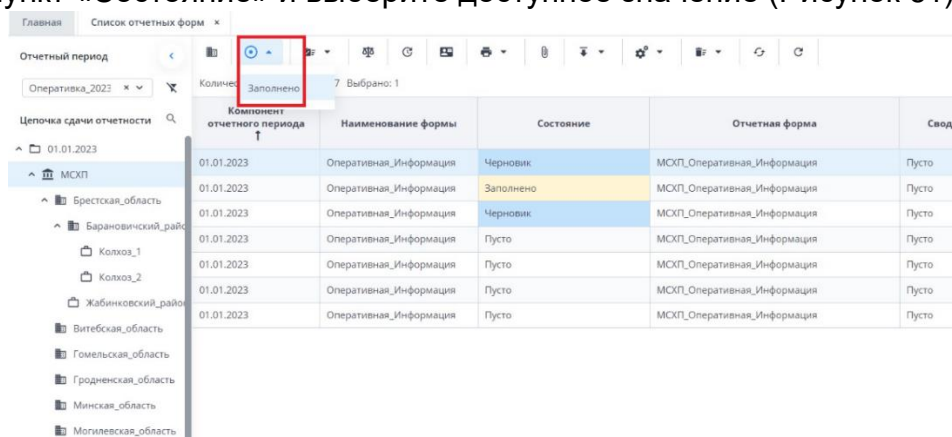 ункт «Состояние» и выберите доступное значение (Рисунок
Главная Список отчетных форм ×
Отчетный период
Оперативка_2023 ×
Количес 7 Выбрано: 1
Заполнено
Цепочка сдачи отчетности
01.01.2023
МСХП
Брестская_область
Барановичский_райо
Колхоз_1
Колхоз_2
Жабинковский_район
Витебская_область
Гомельская_область
Гродненская_область
Минская_область
Могилевская_область
Компонент отчетного периода ↑ Наименование формы Состояние Отчетная форма Свод
01.01.2023 Оперативная_Информация Черновик МСХП_Оперативная_Информация Пусто
01.01.2023 Оперативная_Информация Заполнено МСХП_Оперативная_Информация Пусто
01.01.2023 Оперативная_Информация Черновик МСХП_Оперативная_Информация Пусто
01.01.2023 Оперативная_Информация Пусто МСХП_Оперативная_Информация Пусто
01.01.2023 Оперативная_Информация Пусто МСХП_Оперативная_Информация Пусто
01.01.2023 Оперативная_Информация Пусто МСХП_Оперативная_Информация Пусто
01.01.2023 Оперативная_Информация Пусто МСХП_Оперативная_Информация Пусто